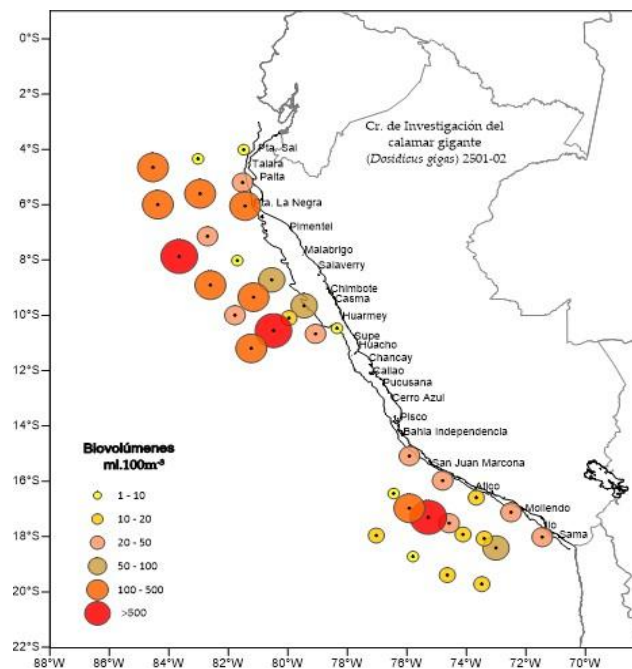 0°S
2°S
Cr. de Investigación del
calamar gigante
(Dosidicus gigas) 2501-02
4°S
Pta. Sal
Talara
Paita
6°S
Pta. La Negra
Pimentel
Malabrigo
8°S
Salaverry
Chimbote
Casma
10°S
Huarmey
Supe
Huacho
Chancay
12°S
Callao
Pucusana
Cerro Azul
Pisco
14°S
Bahía Independencia
San Juan Marcona
16°S
Atico
Mollendo
Ilo
Sama
18°S
20°S
22°S
Biovolúmenes
ml.100m⁻³
1 - 10
10 - 20
20 - 50
50 - 100
100 - 500
>500
88°W 86°W 84°W 82°W 80°W 78°W 76°W 74°W 72°W 70°W